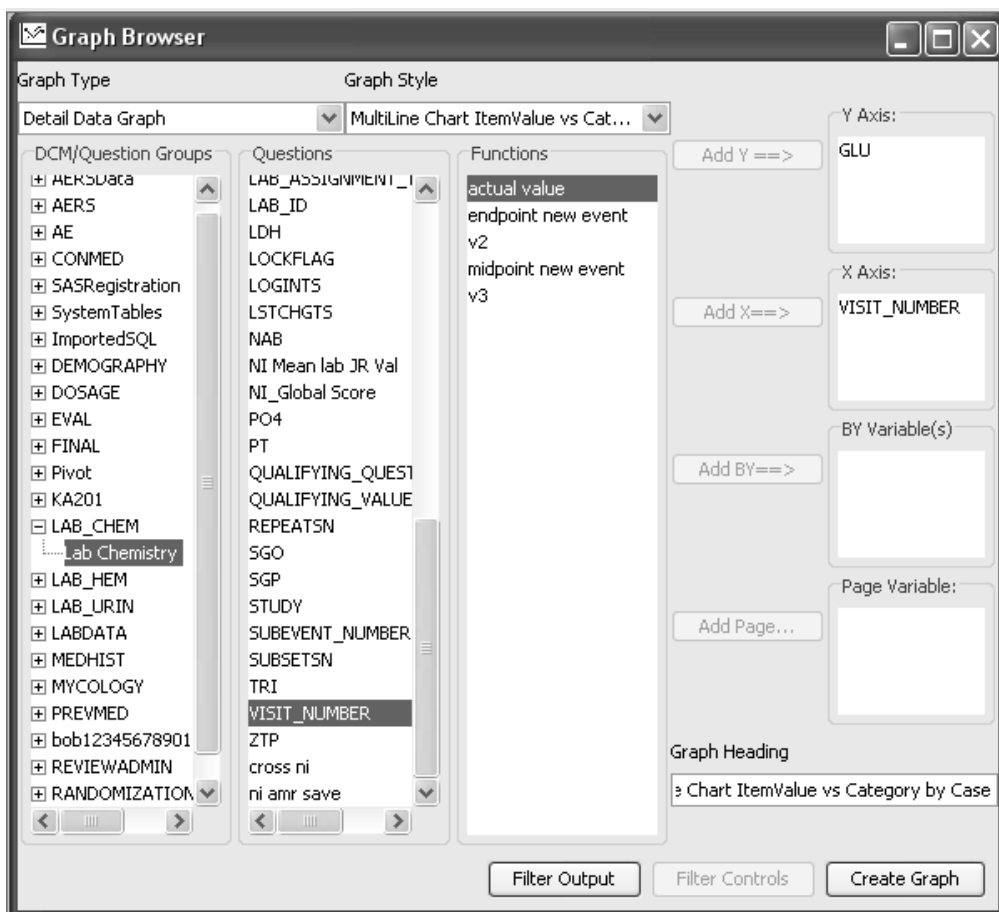 Graph Browser
Graph Type
Graph Style
Detail Data Graph
MultiLine Chart ItemValue vs Cat...
DCM/Question Groups
AERSData
AERS
AE
CONMED
SASRegistration
SystemTables
ImportedSQL
DEMOGRAPHY
DOSAGE
EVAL
FINAL
Pivot
KA201
LAB_CHEM
Lab Chemistry
LAB_HEM
LAB_URIN
LABDATA
MEDHIST
MYCOLOGY
PREVMED
bob12345678901
REVIEWADMIN
RANDOMIZATION
Questions
LAB_ASSIGNMENT_T
LAB_ID
LDH
LOCKFLAG
LOGINTS
LSTCHGTS
NAB
NI Mean lab JR Val
NI_Global Score
PO4
PT
QUALIFYING_QUEST
QUALIFYING_VALUE
REPEATSN
SGO
SGP
STUDY
SUBEVENT_NUMBER
SUBSETSN
TRI
VISIT_NUMBER
ZTP
cross ni
ni amr save
Functions
actual value
endpoint new event
v2
midpoint new event
v3
Add Y ==>
Y Axis:
GLU
Add X==>
X Axis:
VISIT_NUMBER
Add BY==>
BY Variable(s)
Add Page...
Page Variable:
Graph Heading
e Chart ItemValue vs Category by Case
Filter Output
Filter Controls
Create Graph